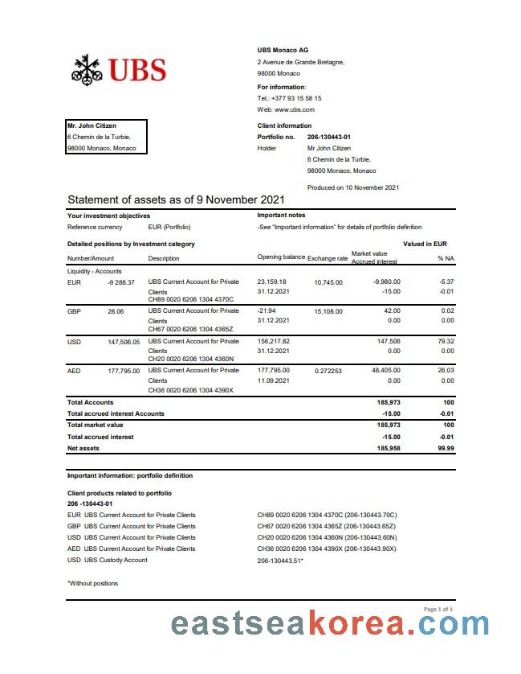 UBS
UBS Monaco AG
2 Avenue de Grande Bretagne,
98000 Monaco
For information:
Tel.: +377 93 15 58 15
Web: www.ubs.com
Mr. John Citizen
6 Chemin de la Turbie,
98000 Monaco, Monaco
Client information
Portfolio no. 206-130443-01
Holder Mr John Citizen
6 Chemin de la Turbie,
98000 Monaco, Monaco
Produced on 10 November 2021
Statement of assets as of 9 November 2021
Your investment objectives Important notes
Reference currency EUR (Portfolio) -See "Important information" for details of portfolio definition
Detailed positions by Investment category Valued in EUR
Number/Amount Description Opening balance Exchange rate Market value Accrued interest % NA
Liquidity - Accounts
EUR -9 288.37 UBS Current Account for Private 23,159.18 10,745.00 -9,980.00 -5.37
Clients 31.12.2021 -15.00 -0.01
CH89 0020 6206 1304 4370C
GBP 28.06 UBS Current Account for Private -21.94 15,108.00 42.00 0.02
Clients 31.12.2021 0.00 0.00
CH67 0020 6206 1304 4365Z
USD 147,506.05 UBS Current Account for Private 156,217.82 147,506 79.32
Clients 31.12.2021 0.00 0.00
CH20 0020 6206 1304 4360N
AED 177,795.00 UBS Current Account for Private 177,795.00 0.272253 48,405.00 26.03
Clients 11.09.2021 0.00 0.00
CH36 0020 6206 1304 4390X
Total Accounts 185,973 100
Total accrued interest Accounts -15.00 -0.01
Total market value 185,973 100
Total accrued interest -15.00 -0.01
Net assets 185,958 99.99
Important information: portfolio definition
Client products related to portfolio
206 -130443-01
EUR UBS Current Account for Private Clients CH89 0020 6206 1304 4370C (206-130443.70C)
GBP UBS Current Account for Private Clients CH67 0020 6206 1304 4365Z (206-130443.65Z)
USD UBS Current Account for Private Clients CH20 0020 6206 1304 4360N (206-130443.60N)
AED UBS Current Account for Private Clients CH36 0020 6206 1304 4390X (206-130443.90X)
USD UBS Custody Account 206-130443.51*
*Without positions
Page 1 of 1
eastseakorea.com